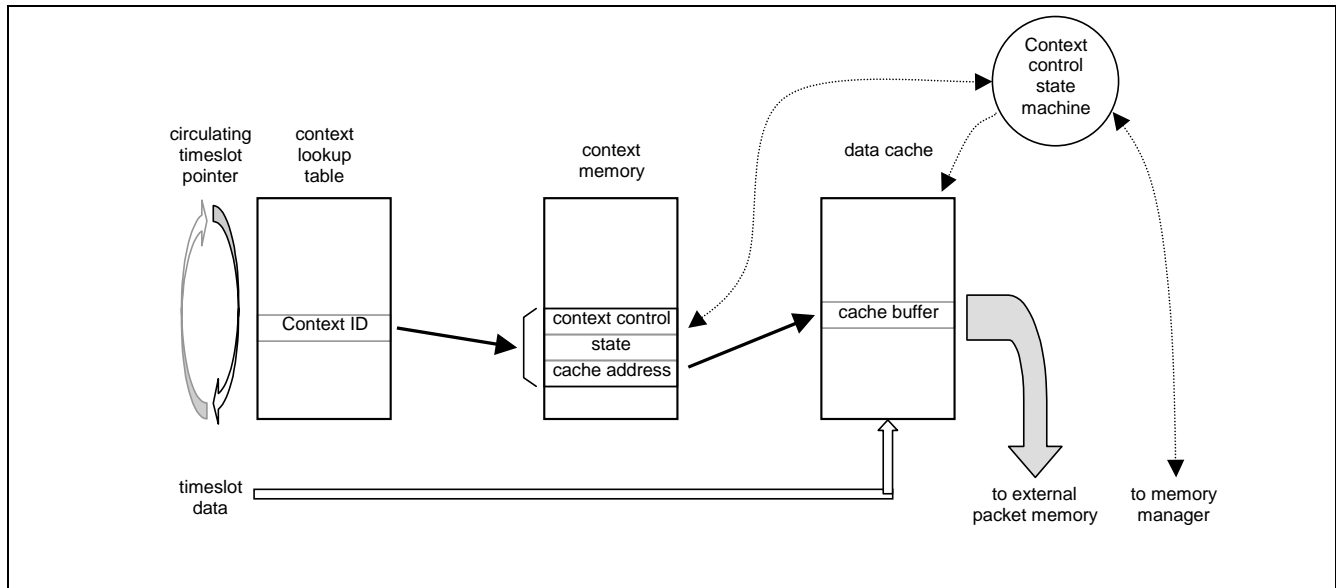 Context
control
state
machine
circulating
timeslot
pointer
context
lookup
table
context
memory
data cache
Context ID
context control
state
cache address
cache buffer
timeslot
data
to external
packet memory
to memory
manager